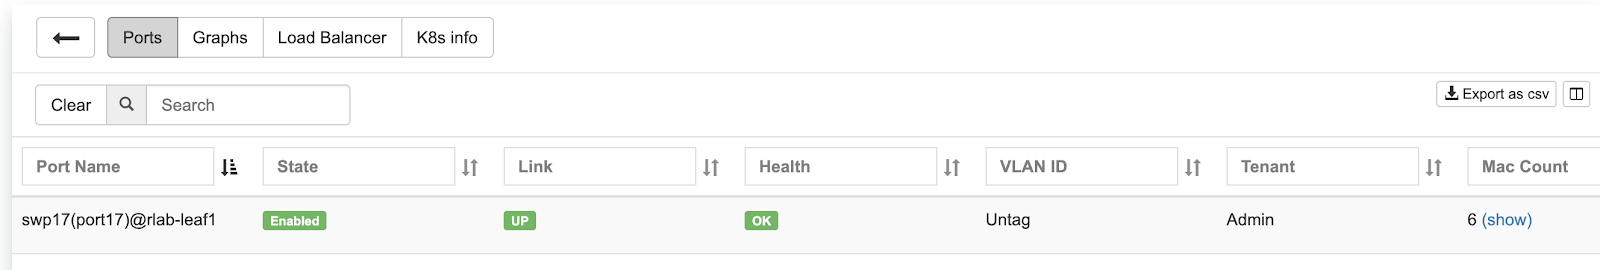 Ports Graphs Load Balancer K8s info
Clear Search Export as csv
Port Name State Link Health VLAN ID Tenant Mac Count
swp17(port17)@rlab-leaf1 Enabled UP OK Untag Admin 6 (show)